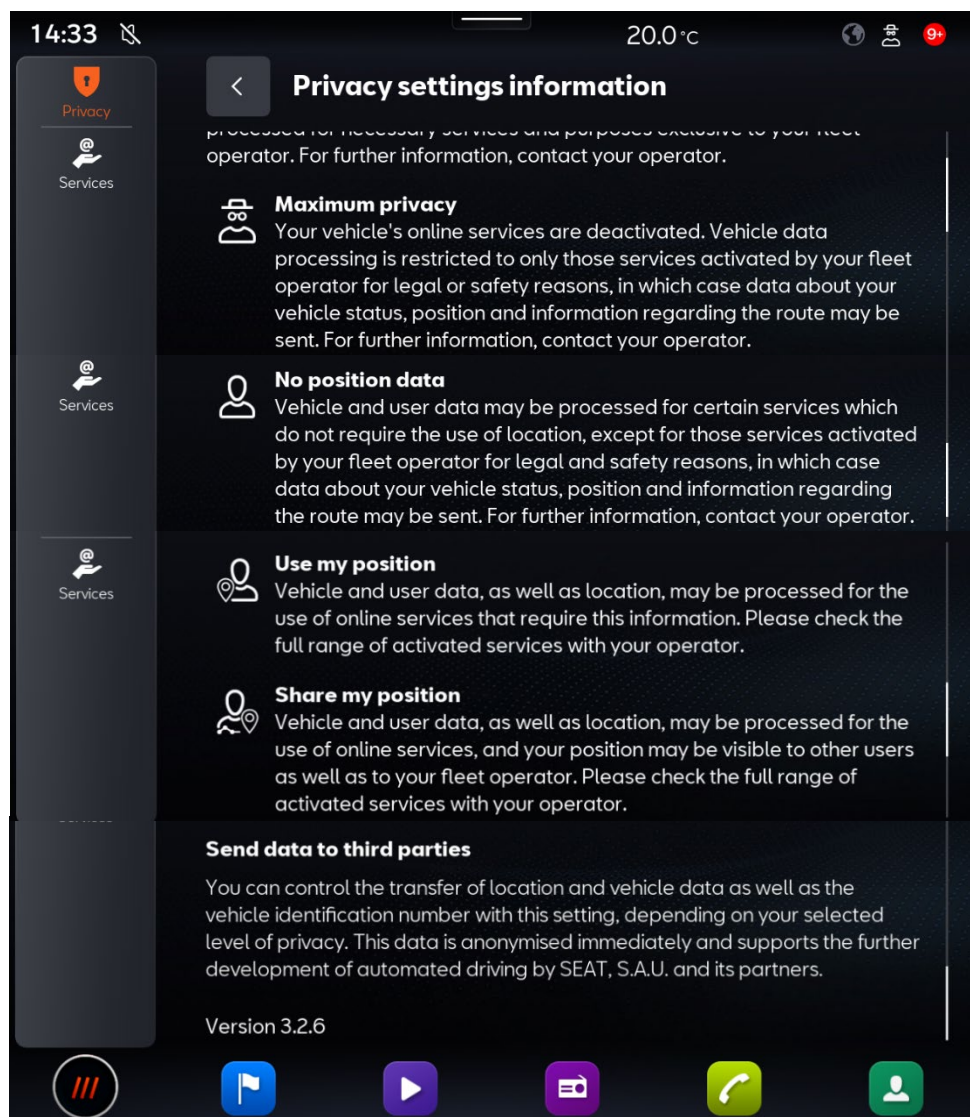 14:33
20.0 °C
9+
Privacy
Services
Services
Services
Privacy settings information
processed for necessary services and purposes exclusive to your fleet
operator. For further information, contact your operator.
Maximum privacy
Your vehicle's online services are deactivated. Vehicle data
processing is restricted to only those services activated by your fleet
operator for legal or safety reasons, in which case data about your
vehicle status, position and information regarding the route may be
sent. For further information, contact your operator.
No position data
Vehicle and user data may be processed for certain services which
do not require the use of location, except for those services activated
by your fleet operator for legal and safety reasons, in which case
data about your vehicle status, position and information regarding
the route may be sent. For further information, contact your operator.
Use my position
Vehicle and user data, as well as location, may be processed for the
use of online services that require this information. Please check the
full range of activated services with your operator.
Share my position
Vehicle and user data, as well as location, may be processed for the
use of online services, and your position may be visible to other users
as well as to your fleet operator. Please check the full range of
activated services with your operator.
Send data to third parties
You can control the transfer of location and vehicle data as well as the
vehicle identification number with this setting, depending on your selected
level of privacy. This data is anonymised immediately and supports the further
development of automated driving by SEAT, S.A.U. and its partners.
Version 3.2.6